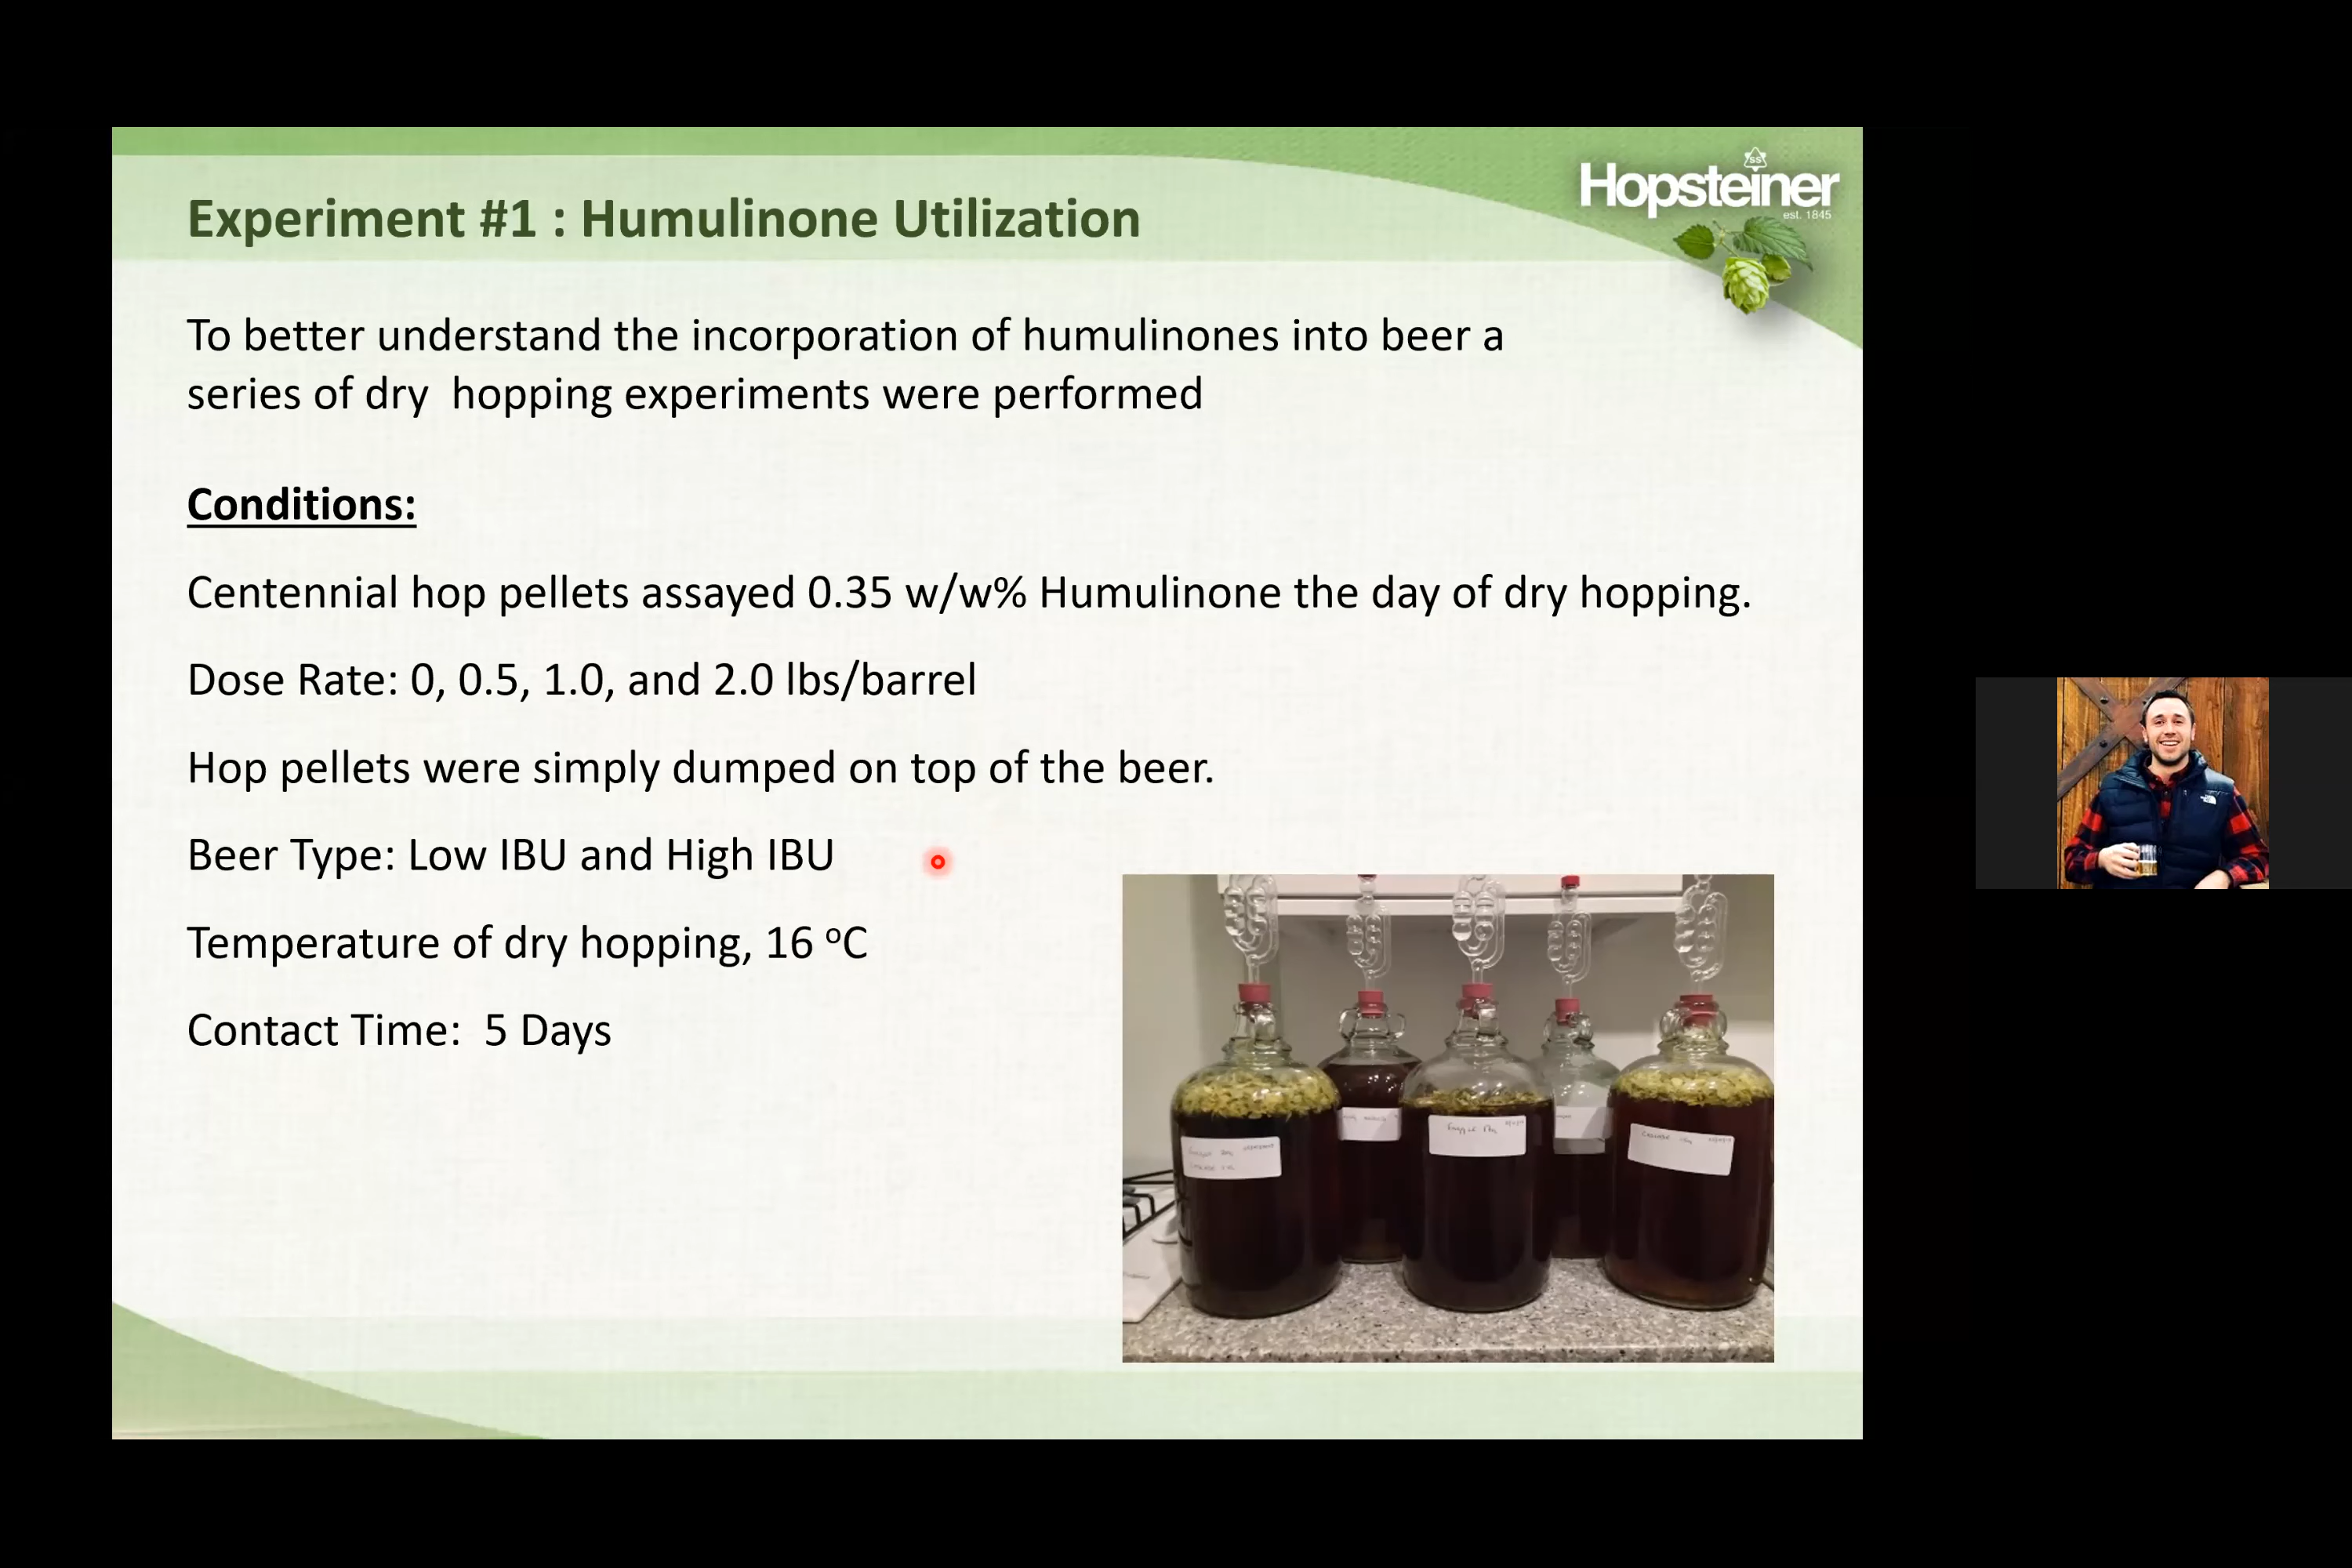 Experiment #1 : Humulinone Utilization
SS
Hopsteiner
est. 1845
To better understand the incorporation of humulinones into beer a
series of dry  hopping experiments were performed
Conditions:
Centennial hop pellets assayed 0.35 w/w% Humulinone the day of dry hopping.
Dose Rate: 0, 0.5, 1.0, and 2.0 lbs/barrel
Hop pellets were simply dumped on top of the beer.
Beer Type: Low IBU and High IBU
Temperature of dry hopping, 16 ºC
Contact Time:  5 Days